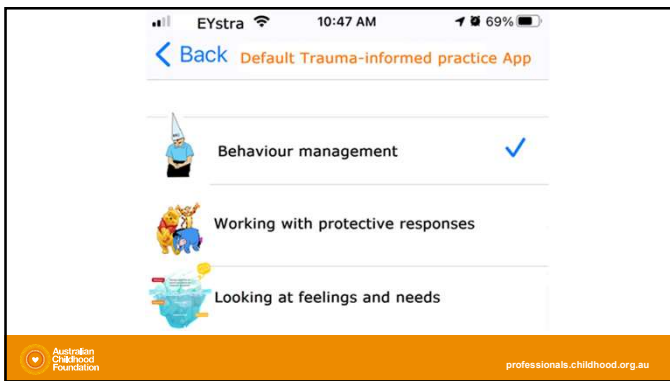 EYstra 10:47 AM 69%
Back Default Trauma-informed practice App
Behaviour management
Working with protective responses
Looking at feelings and needs
Australian
Childhood
Foundation
professionals.childhood.org.au